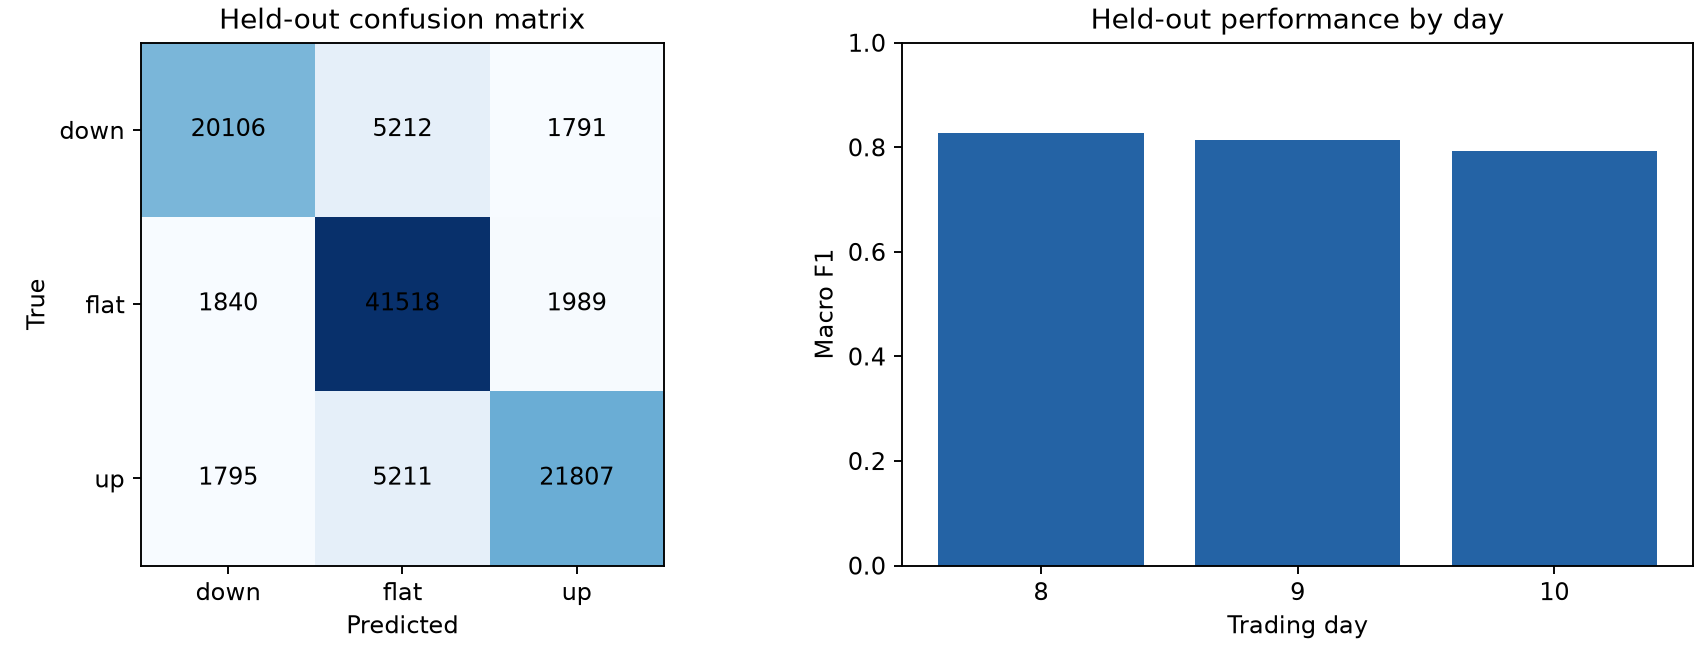 Held-out confusion matrix
down 20106 5212 1791
flat 1840 41518 1989
up 1795 5211 21807
down flat up
Predicted
True
Held-out performance by day
1.0
0.8
0.6
0.4
0.2
0.0
Macro F1
8 9 10
Trading day